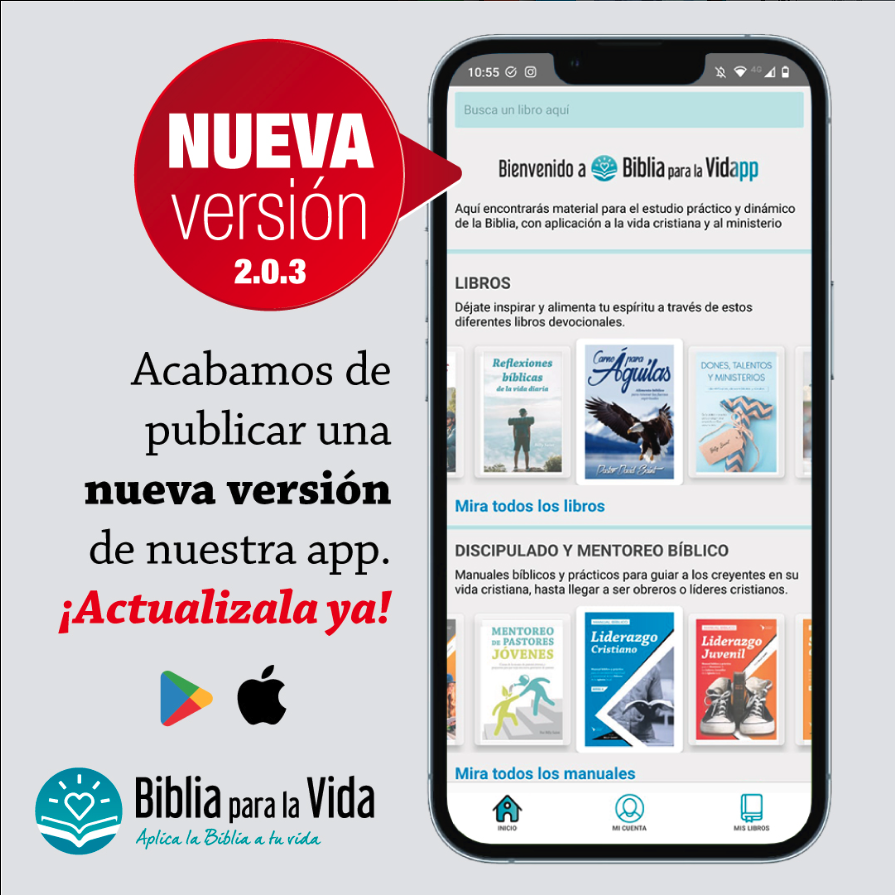 NUEVA
versión
2.0.3
Acabamos de
publicar una
nueva versión
de nuestra app.
¡Actualizala ya!
Biblia para la Vida
Aplica la Biblia a tu vida
10:55
4G
Busca un libro aquí
Bienvenido a Biblia para la Vidapp
Aquí encontrarás material para el estudio práctico y dinámico
de la Biblia, con aplicación a la vida cristiana y al ministerio
LIBROS
Déjate inspirar y alimenta tu espíritu a través de estos
diferentes libros devocionales.
Reflexiones
bíblicas
de la vida diaria
Carne para
Águilas
Doctor David Saint
DONES, TALENTOS
Y MINISTERIOS
Mira todos los libros
DISCIPULADO Y MENTOREO BÍBLICO
Manuales bíblicos y prácticos para guiar a los creyentes en su
vida cristiana, hasta llegar a ser obreros o líderes cristianos.
MENTOREO
DE PASTORES
JÓVENES
Liderazgo
Cristiano
Liderazgo
Juvenil
Mira todos los manuales
INICIO
MI CUENTA
MIS LIBROS